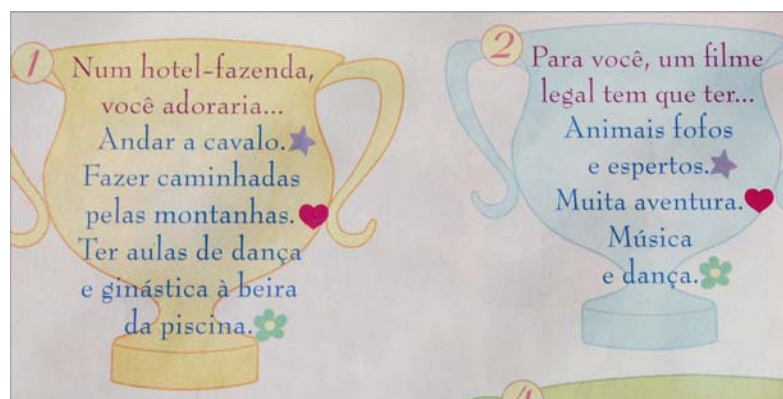 1
Num hotel-fazenda,
você adoraria...
Andar a cavalo.
Fazer caminhadas
pelas montanhas.
Ter aulas de dança
e ginástica à beira
da piscina.
2
Para você, um filme
legal tem que ter...
Animais fofos
e espertos.
Muita aventura.
Música
e dança.
4